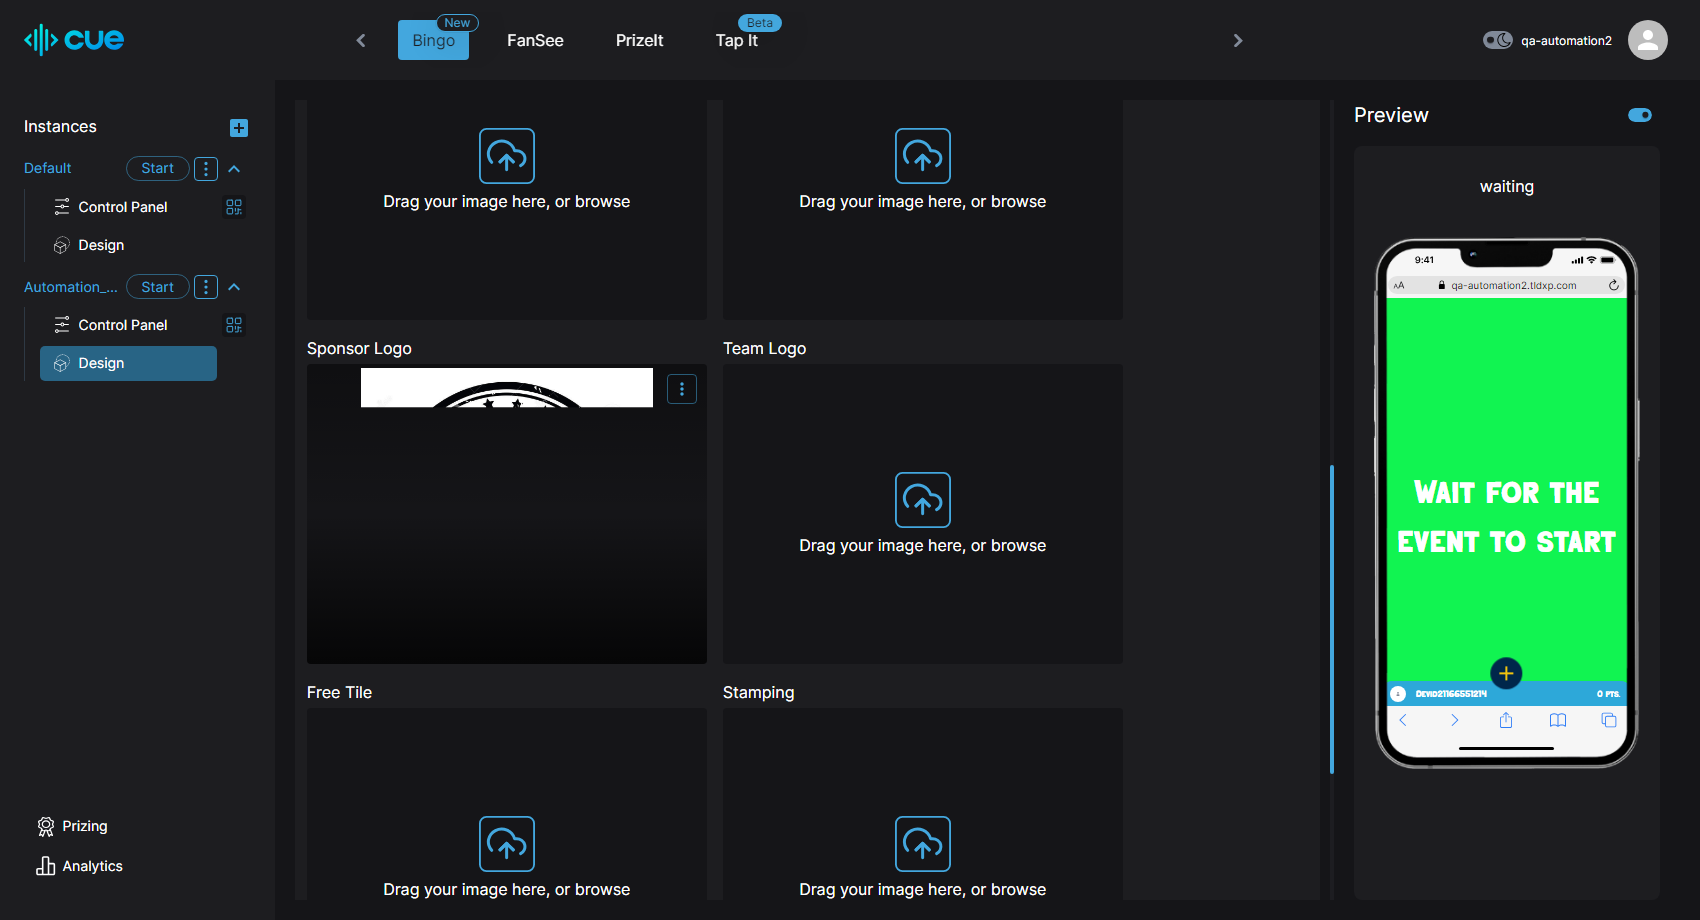 cue
Bingo
New
FanSee
PrizeIt
Tap It
Beta
qa-automation2
Instances
Default
Start
Control Panel
Design
Automation_...
Start
Control Panel
Design
Prizing
Analytics
Drag your image here, or browse
Drag your image here, or browse
Sponsor Logo
Team Logo
Drag your image here, or browse
Free Tile
Stamping
Drag your image here, or browse
Drag your image here, or browse
Preview
waiting
9:41
AA
qa-automation2.tldxp.com
WAIT FOR THE
EVENT TO START
DEVID21166551214
0 PTS.